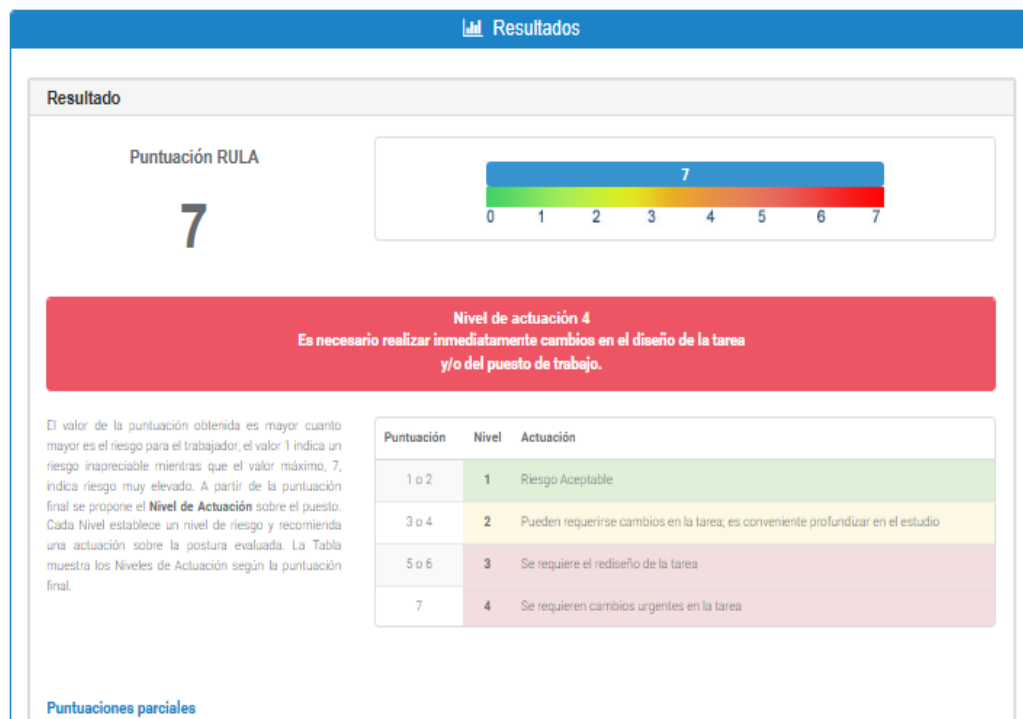 Resultados
Resultado
Puntuación RULA
7
7
0 1 2 3 4 5 6 7
Nivel de actuación 4
Es necesario realizar inmediatamente cambios en el diseño de la tarea
y/o del puesto de trabajo.
El valor de la puntuación obtenida es mayor cuanto
mayor es el riesgo para el trabajador; el valor 1 indica un
riesgo inapreciable mientras que el valor máximo, 7,
indica riesgo muy elevado. A partir de la puntuación
final se propone el Nivel de Actuación sobre el puesto.
Cada Nivel establece un nivel de riesgo y recomienda
una actuación sobre la postura evaluada. La Tabla
muestra los Niveles de Actuación según la puntuación
final.
Puntuación Nivel Actuación
1 o 2 1 Riesgo Aceptable
3 o 4 2 Pueden requerirse cambios en la tarea; es conveniente profundizar en el estudio
5 o 6 3 Se requiere el rediseño de la tarea
7 4 Se requieren cambios urgentes en la tarea
Puntuaciones parciales